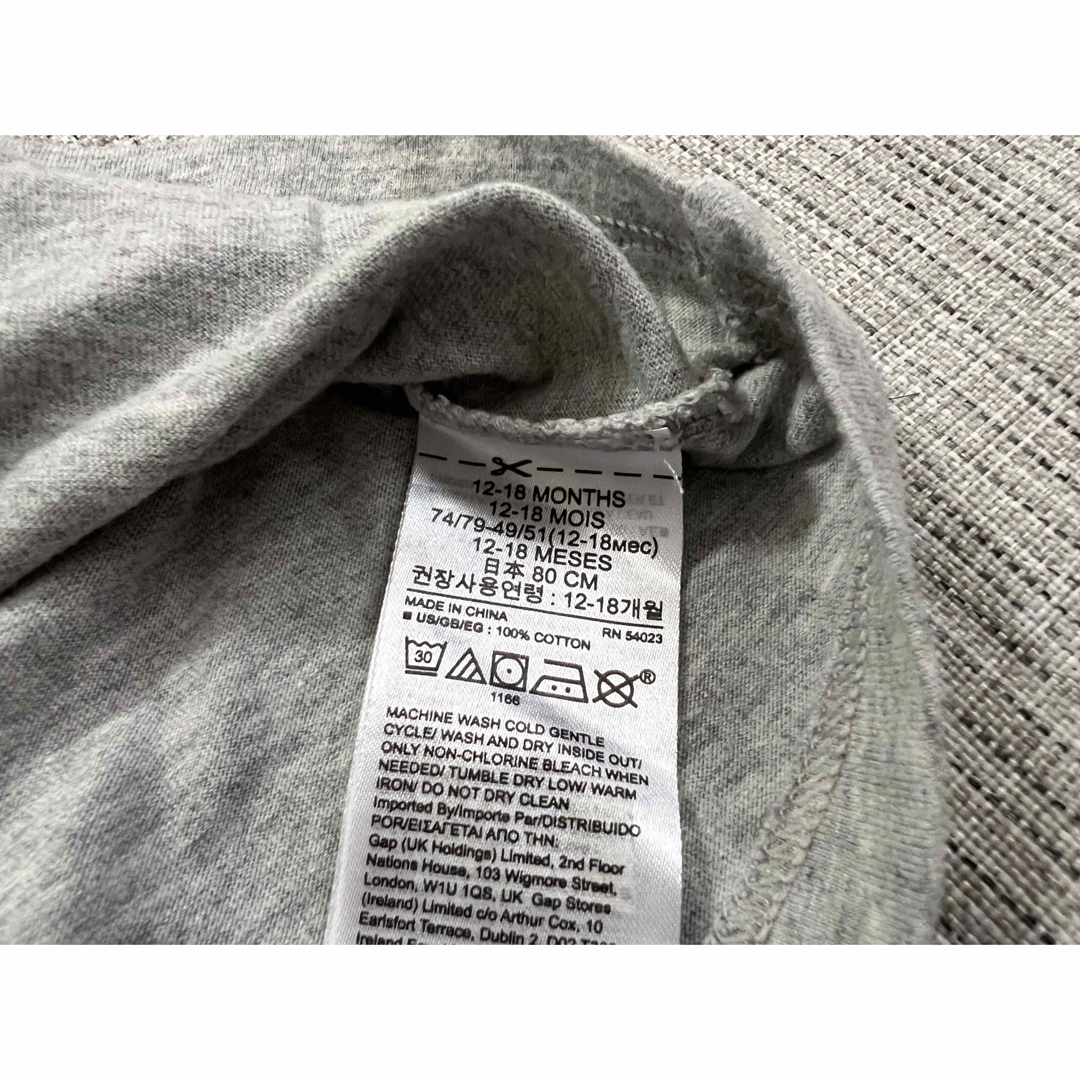 12-18 MONTHS
12-18 MOIS
74/79-49/51(12-18мес)
12-18 MESES
日本 80 CM
권장사용연령 : 12-18개월
MADE IN CHINA
■ US/GB/EG : 100% COTTON RN 54023
30 ®
1166
MACHINE WASH COLD GENTLE
CYCLE/ WASH AND DRY INSIDE OUT/
ONLY NON-CHLORINE BLEACH WHEN
NEEDED/ TUMBLE DRY LOW/ WARM
IRON/ DO NOT DRY CLEAN
Imported By/Importe Par/DISTRIBUIDO
POR/ΕΙΣΑΓΕΤΑΙ ΑΠΟ ΤΗΝ:
Gap (UK Holdings) Limited, 2nd Floor
Nations House, 103 Wigmore Street,
London, W1U 1QS, UK Gap Stores
(Ireland) Limited c/o Arthur Cox, 10
Earlsfort Terrace, Dublin 2, D02
Ireland